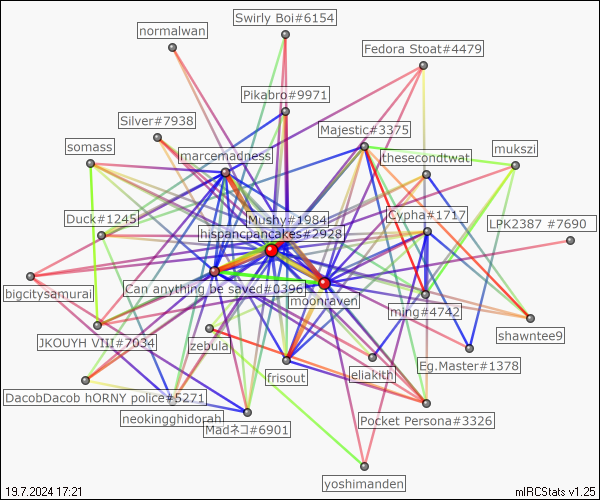 Swirly Boi#6154
normalwan
Fedora Stoat#4479
Pikabro#9971
Silver#7938
Majestic#3375
somass
mukszi
marcemadness
thesecondtwat
Duck#1245
Mushy#1984
Cypha#1717
LPK2387 #7690
hispancpancakes#2928
bigcitysamurai
Can anything be saved#0396
moonraven
ming#4742
JKOUYH VIII#7034
zebula
shawntee9
Eg.Master#1378
frisout
eliakith
DacobDacob hORNY police#5271
neokingghidorah
Pocket Persona#3326
Madネコ#6901
yoshimanden
19.7.2024 17:21
mIRCStats v1.25